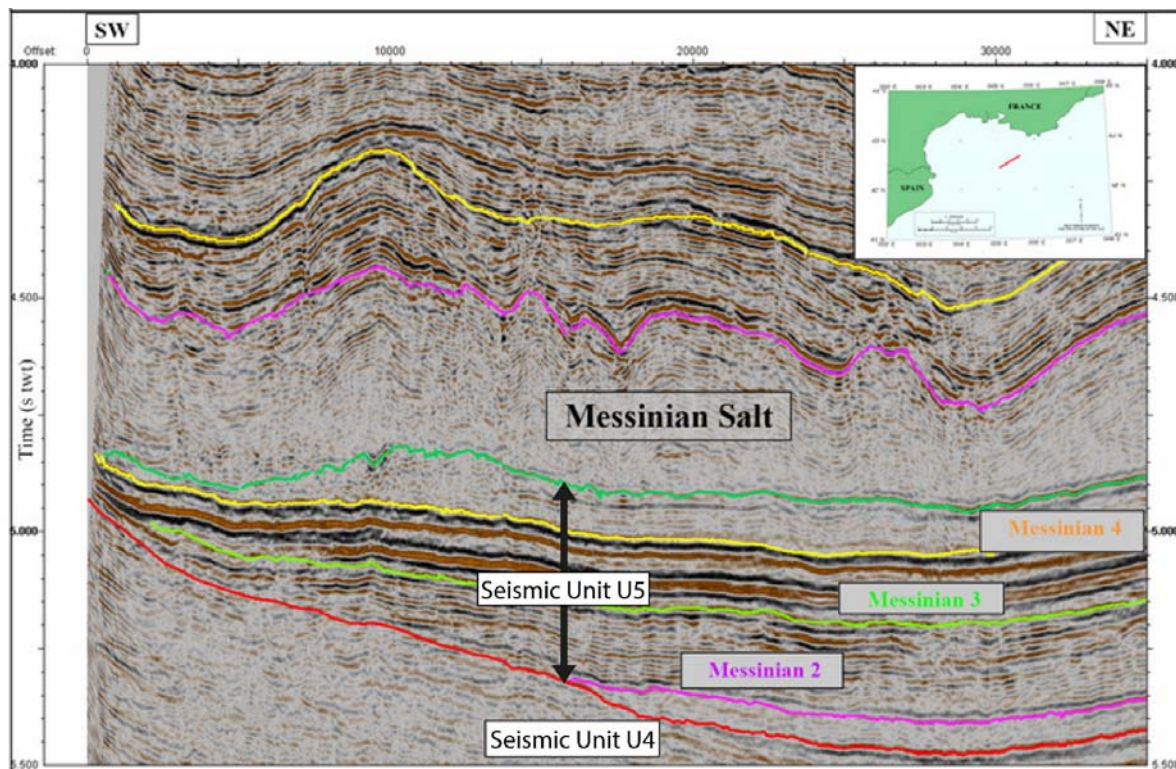 SW
NE
Offset: 0 10000 20000 30000
4.000
4.000
FRANCE
SPAIN
4.500
4.500
Time (s twt)
Messinian Salt
5.000
5.000
Messinian 4
Seismic Unit U5
Messinian 3
Messinian 2
Seismic Unit U4
5.500
5.500